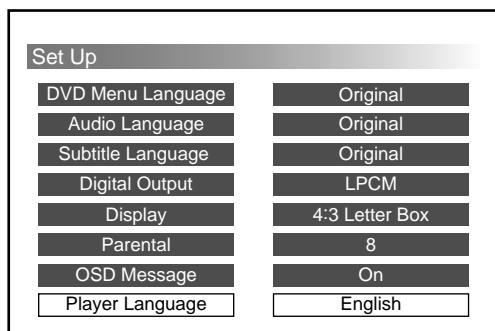 Set Up
DVD Menu Language Original
Audio Language Original
Subtitle Language Original
Digital Output LPCM
Display 4:3 Letter Box
Parental 8
OSD Message On
Player Language English